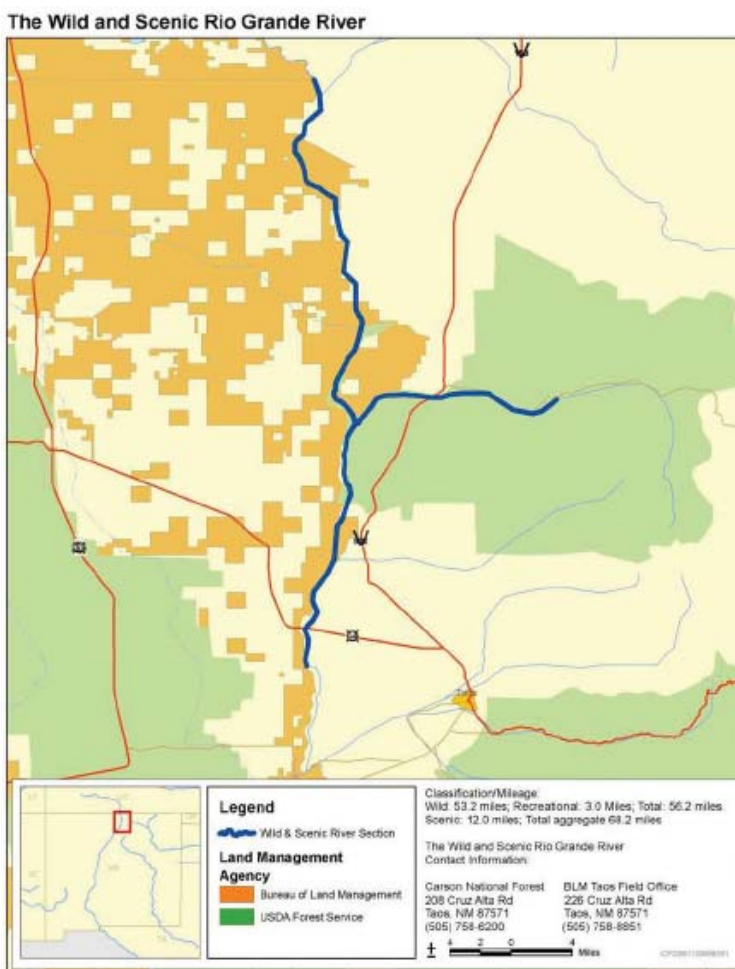 The Wild and Scenic Rio Grande River
Legend
Wild & Scenic River Section
Land Management
Agency
Bureau of Land Management
USDA Forest Service
Classification/Mileage:
Wild: 53.2 miles; Recreational: 3.0 Miles; Total: 56.2 miles
Scenic: 12.0 miles; Total aggregate 68.2 miles
The Wild and Scenic Rio Grande River
Contact Information:
Carson National Forest
208 Cruz Alta Rd
Taos, NM 87571
(505) 758-6200
BLM Taos Field Office
226 Cruz Alta Rd
Taos, NM 87571
(505) 758-8851
4 2 0 4
Miles